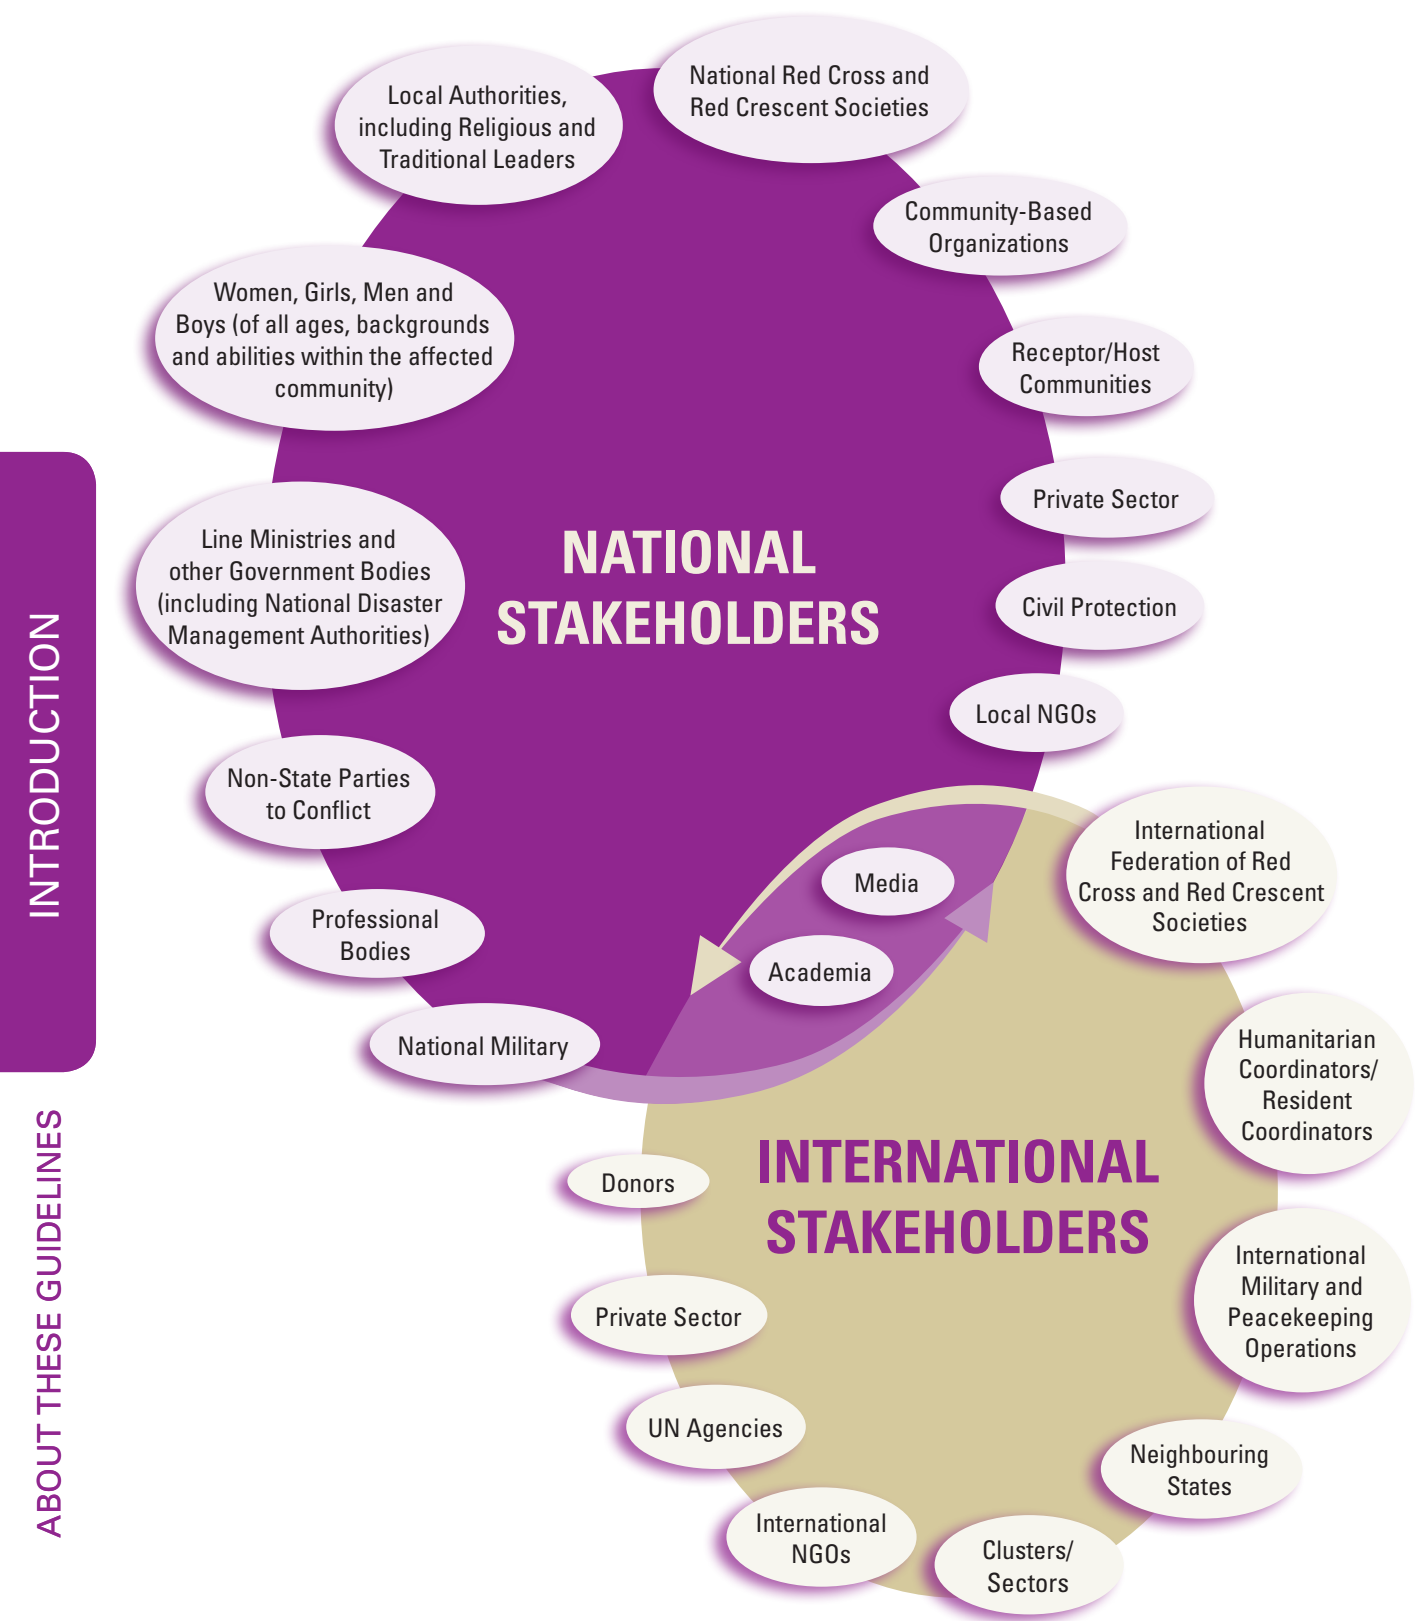 National Red Cross and
Red Crescent Societies
Local Authorities,
including Religious and
Traditional Leaders
Community-Based
Organizations
Women, Girls, Men and
Boys (of all ages, backgrounds
and abilities within the affected
community)
Receptor/Host
Communities
Private Sector
Line Ministries and
other Government Bodies
(including National Disaster
Management Authorities)
NATIONAL
STAKEHOLDERS
Civil Protection
Local NGOs
Non-State Parties
to Conflict
Media
Academia
Professional
Bodies
National Military
International
Federation of Red
Cross and Red Crescent
Societies
Humanitarian
Coordinators/
Resident
Coordinators
INTERNATIONAL
STAKEHOLDERS
Donors
International
Military and
Peacekeeping
Operations
Private Sector
UN Agencies
Neighbouring
States
International
NGOs
Clusters/
Sectors
INTRODUCTION
ABOUT THESE GUIDELINES